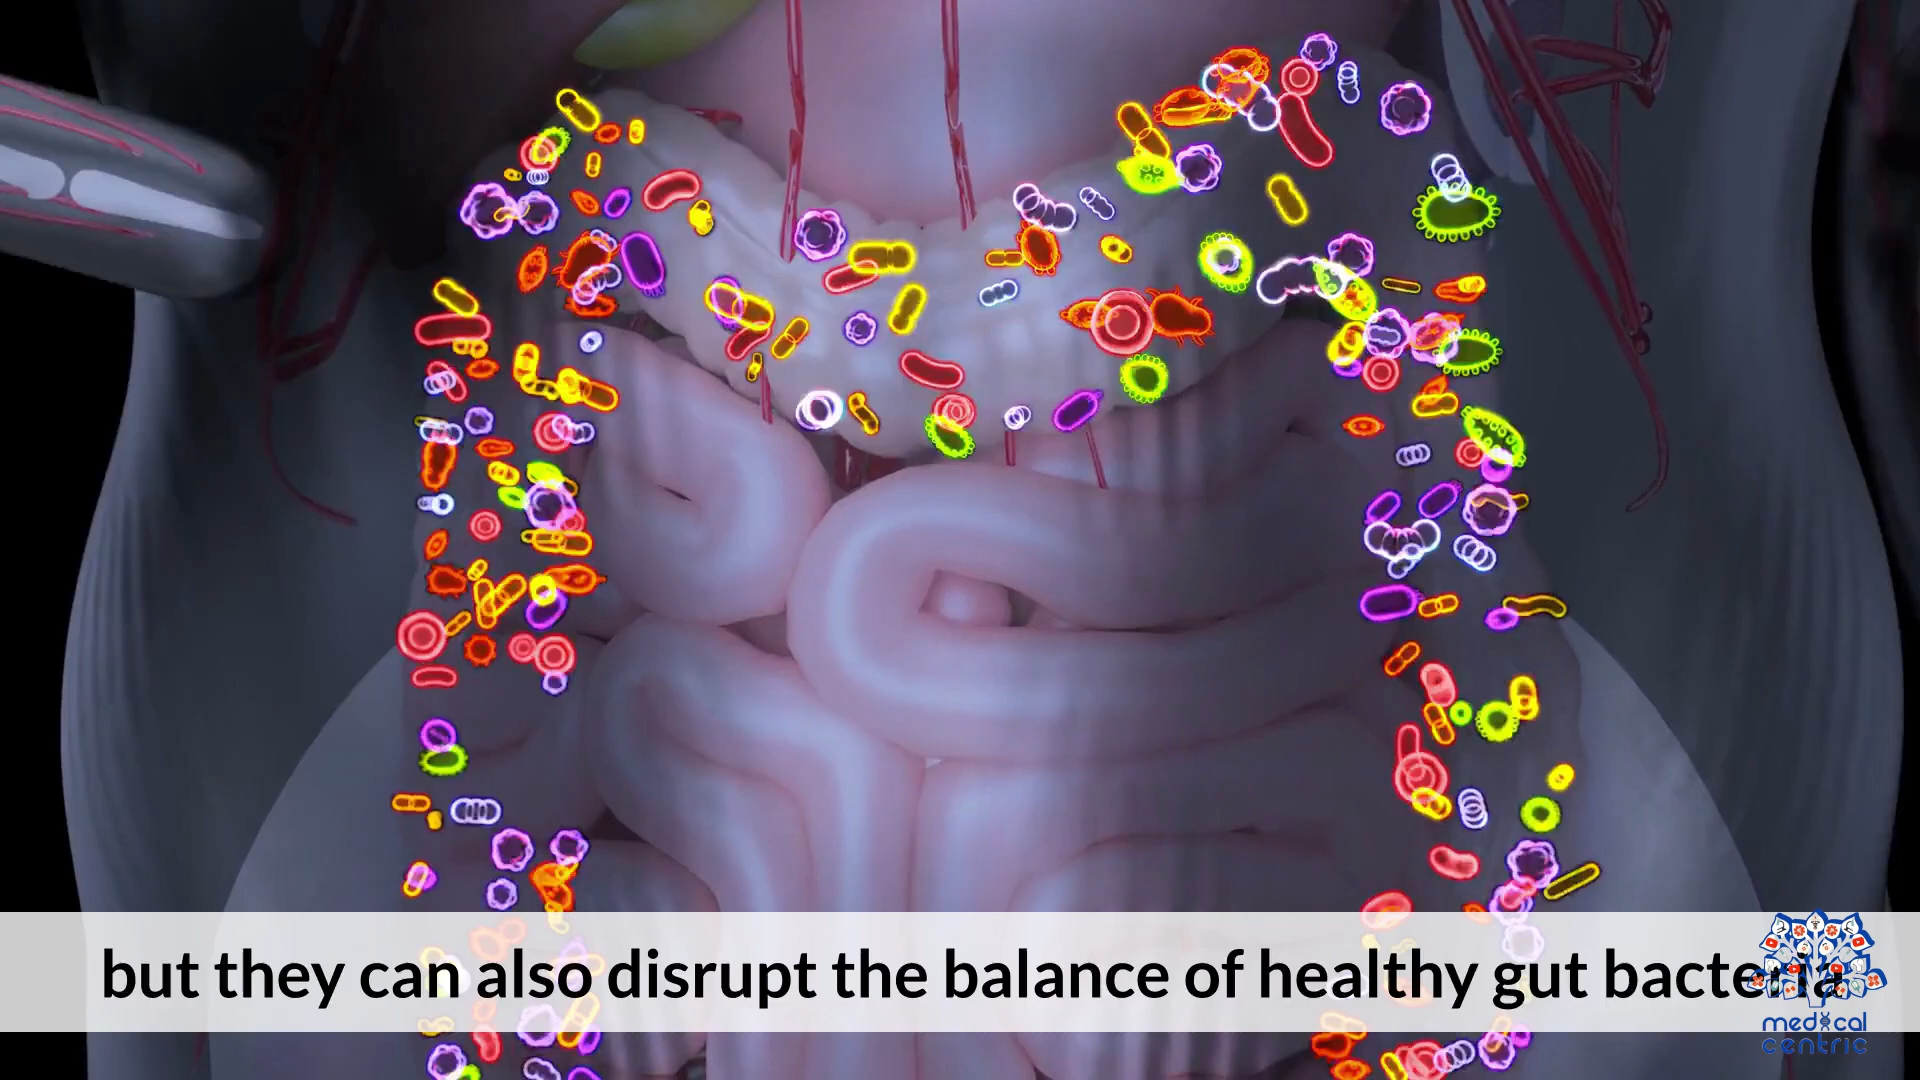 but they can also disrupt the balance of healthy gut bacteria
medical
centric